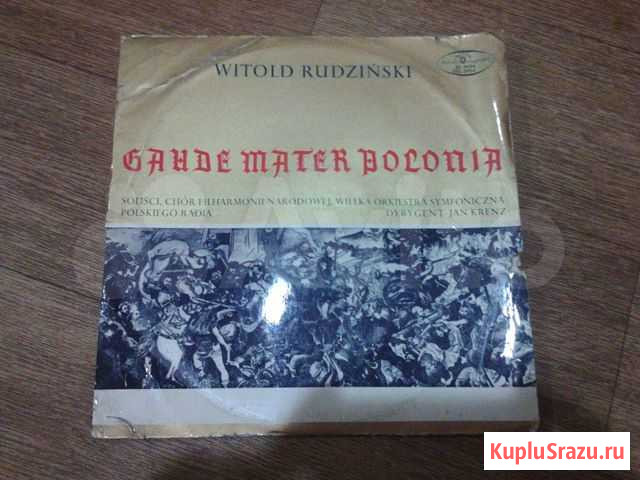 WITOLD RUDZIŃSKI
GAUDE MATER POLONIA
SOLIŚCI, CHÓR FILHARMONII NARODOWEJ, WIELKA ORKIESTRA SYMFONICZNA
POLSKIEGO RADIA DYRYGENT: JAN KRENZ
KupluSrazu.ru